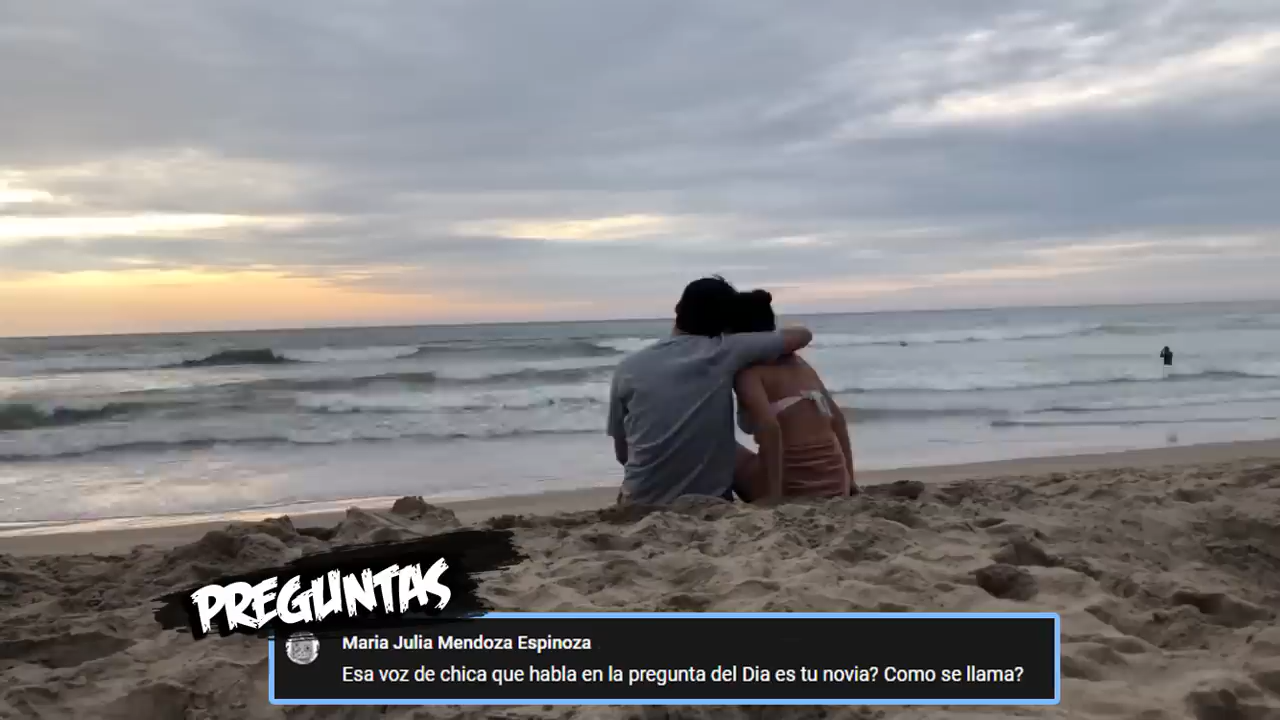 PREGUNTAS
Maria Julia Mendoza Espinoza
Esa voz de chica que habla en la pregunta del Dia es tu novia? Como se llama?